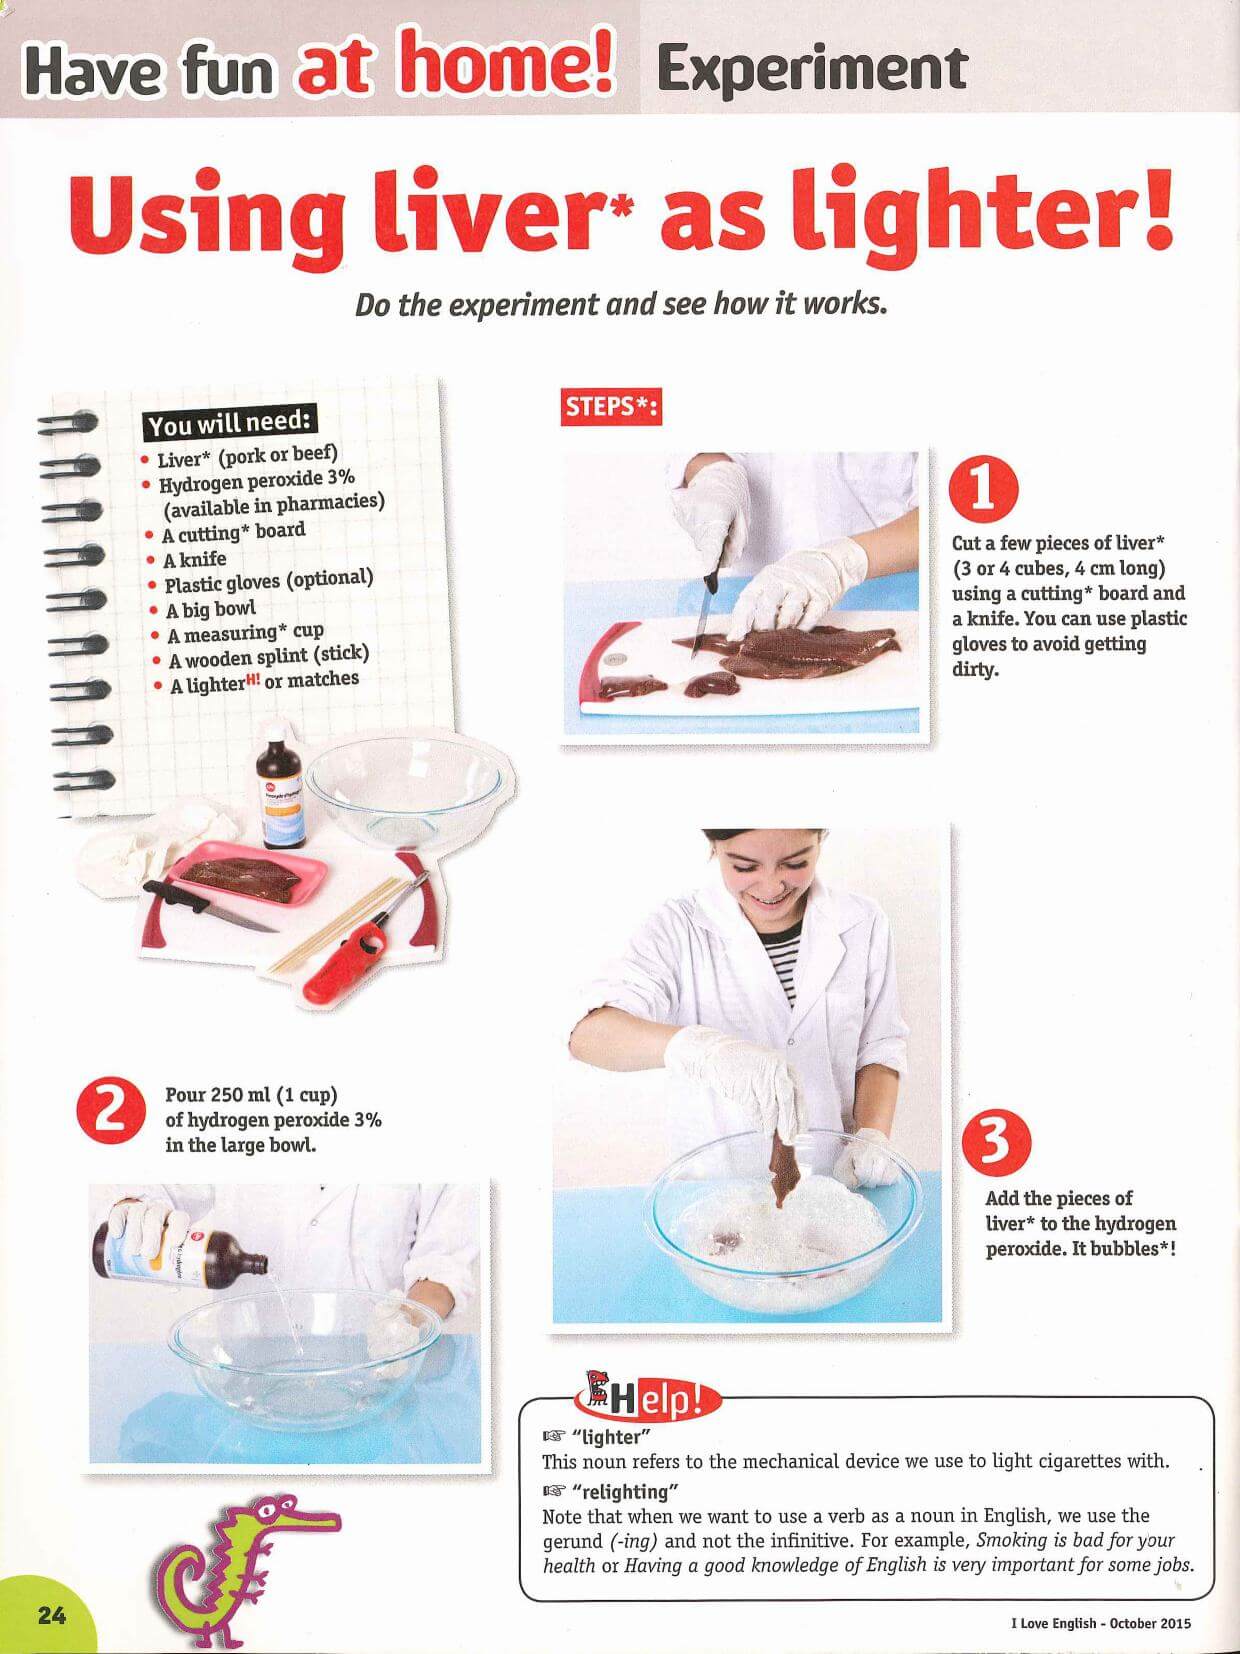 Have fun at home! Experiment
Using liver* as lighter!
Do the experiment and see how it works.
You will need:
• Liver* (pork or beef)
• Hydrogen peroxide 3%
(available in pharmacies)
• A cutting* board
• A knife
• Plastic gloves (optional)
• A big bowl
• A measuring* cup
• A wooden splint (stick)
• A lighterH! or matches
STEPS*:
1
Cut a few pieces of liver*
(3 or 4 cubes, 4 cm long)
using a cutting* board and
a knife. You can use plastic
gloves to avoid getting
dirty.
2
Pour 250 ml (1 cup)
of hydrogen peroxide 3%
in the large bowl.
3
Add the pieces of
liver* to the hydrogen
peroxide. It bubbles*!
Help!
☞ “lighter”
This noun refers to the mechanical device we use to light cigarettes with.
☞ “relighting”
Note that when we want to use a verb as a noun in English, we use the
gerund (-ing) and not the infinitive. For example, Smoking is bad for your
health or Having a good knowledge of English is very important for some jobs.
24
I Love English - October 2015